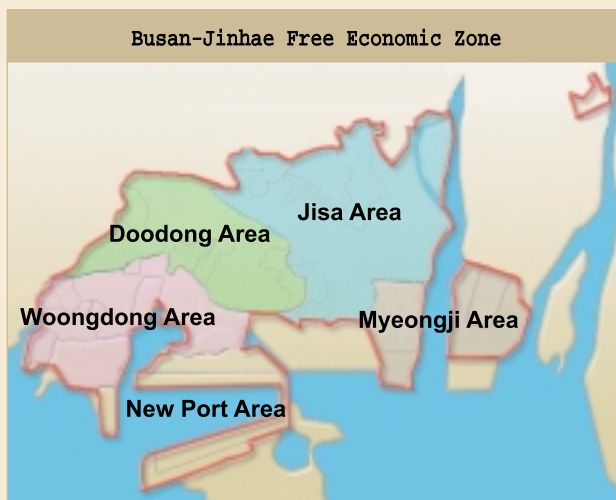 Busan-Jinhae Free Economic Zone
Jisa Area
Doodong Area
Woongdong Area
Myeongji Area
New Port Area